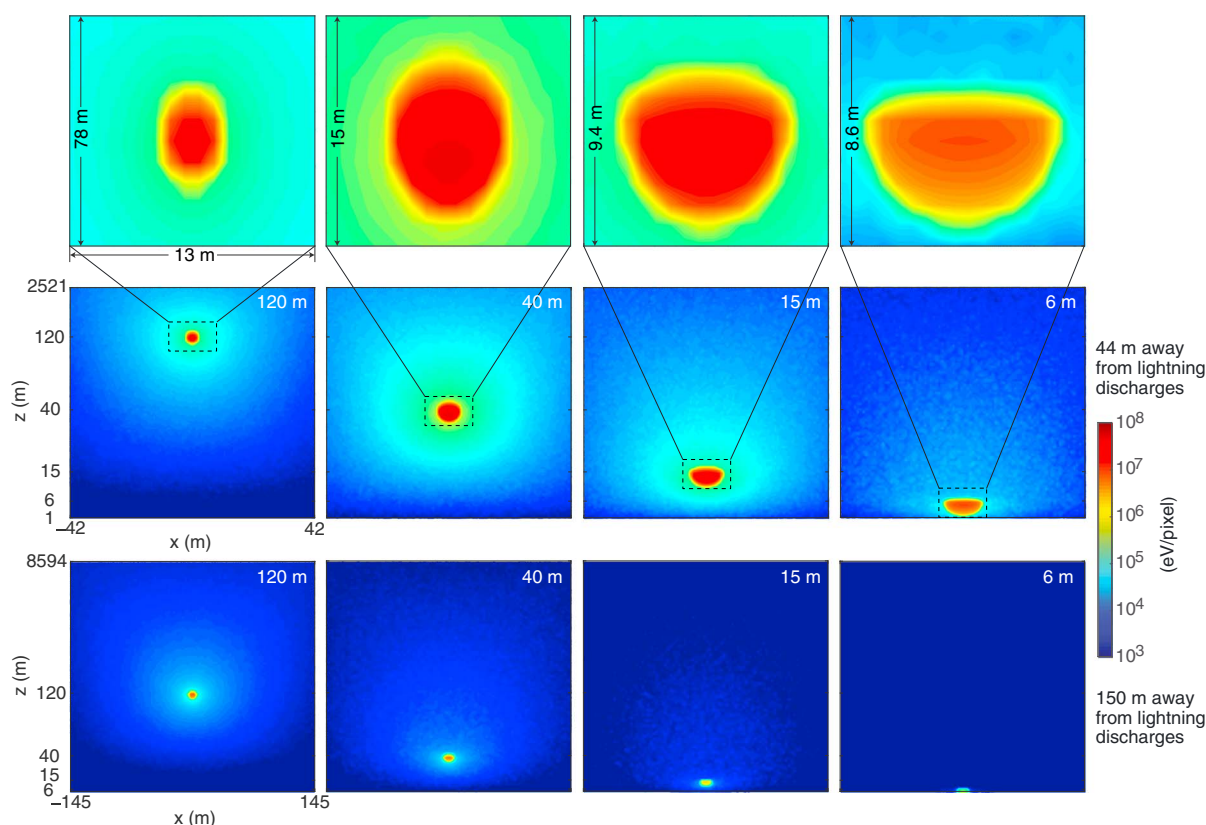 78 m
15 m
9.4 m
8.6 m
13 m
2521
120
40
15
6
1
z (m)
−42
42
x (m)
120 m
40 m
15 m
6 m
44 m away
from lightning
discharges
10⁸
10⁷
10⁶
10⁵
10⁴
10³
(eV/pixel)
8594
120
40
15
6
z (m)
−145
145
x (m)
120 m
40 m
15 m
6 m
150 m away
from lightning
discharges